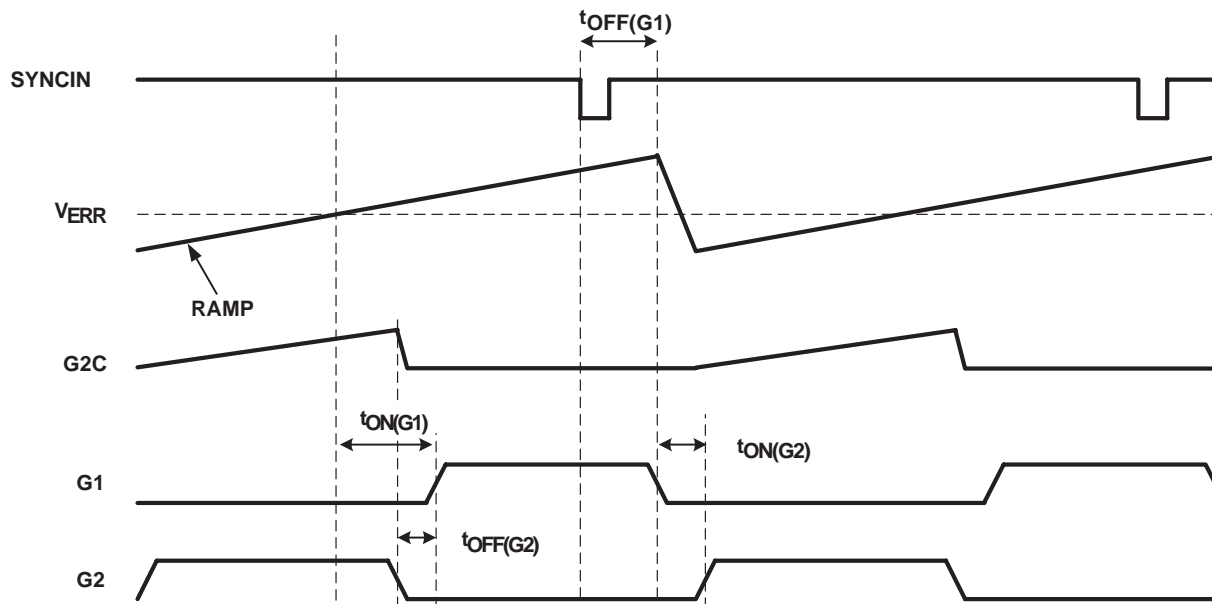 tOFF(G1)
SYNCIN
VERR
RAMP
G2C
tON(G1)
tON(G2)
G1
tOFF(G2)
G2